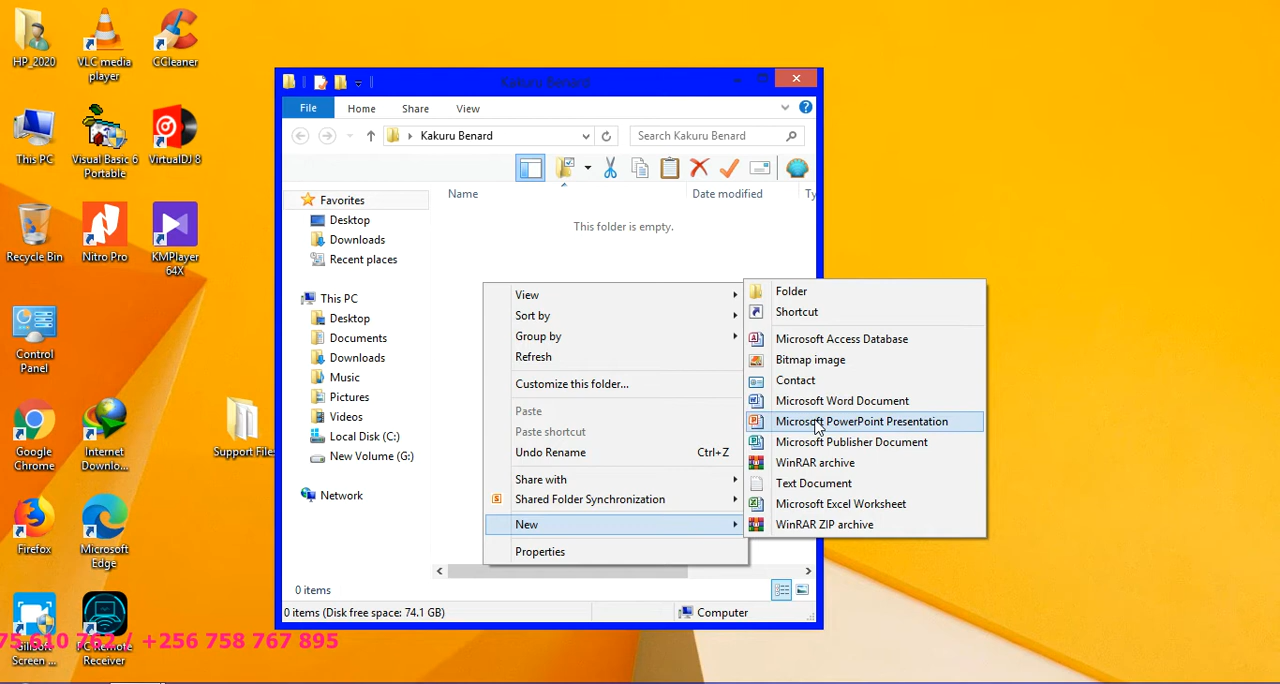 HP_2020
VLC media
player
CCleaner
This PC
Visual Basic 6
Portable
VirtualDJ 8
Recycle Bin
Nitro Pro
KMPlayer
64X
Control
Panel
Google
Chrome
Internet
Downlo...
Support File
Firefox
Microsoft
Edge
Screen ...
PC Remote
Receiver
75 610 762 / +256 758 767 895
Kakuru Benard
File
Home
Share
View
Kakuru Benard
Search Kakuru Benard
Name
Date modified
Ty
This folder is empty.
Favorites
Desktop
Downloads
Recent places
This PC
Desktop
Documents
Downloads
Music
Pictures
Videos
Local Disk (C:)
New Volume (G:)
Network
0 items
0 items (Disk free space: 74.1 GB)
Computer
View
Sort by
Group by
Refresh
Customize this folder...
Paste
Paste shortcut
Undo Rename Ctrl+Z
Share with
Shared Folder Synchronization
New
Properties
Folder
Shortcut
Microsoft Access Database
Bitmap image
Contact
Microsoft Word Document
Microsoft PowerPoint Presentation
Microsoft Publisher Document
WinRAR archive
Text Document
Microsoft Excel Worksheet
WinRAR ZIP archive